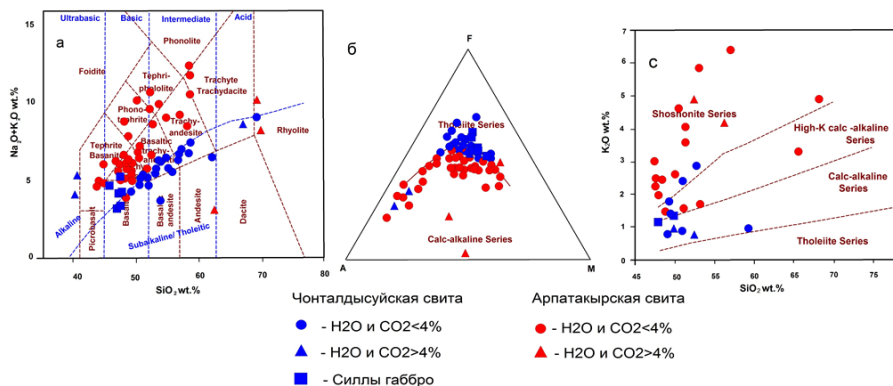 Ultrabasic Basic Intermediate Acid
а
Phonolite
Foidite
Tephri-
phololite
Trachyte
Trachydacite
Phono-
Trachy-
andesite
Rhyolite
Tephrite
Basanite
Basaltic
trachy-
Alkaline
Picrobasalt
Basalt
Basaltic
andesite
Andesite
Dacite
Subalkaline/ Tholeitic
Na2O+K2O wt.%
15
10
5
0
40 50 60 70 80
SiO2 wt.%
б
F
Tholeiite Series
Calc-alkaline Series
A M
с
K2O wt.%
7
6
5
4
3
2
1
0
Shoshonite Series
High-K calc -alkaline
Series
Calc-alkaline
Series
Tholeiite Series
50 55 60 65 70 75
SiO2 wt.%
Чонталдысуйская свита Арпатакырская свита
- H2O и CO2<4% - H2O и CO2<4%
- H2O и CO2>4% - H2O и CO2>4%
- Силлы габбро